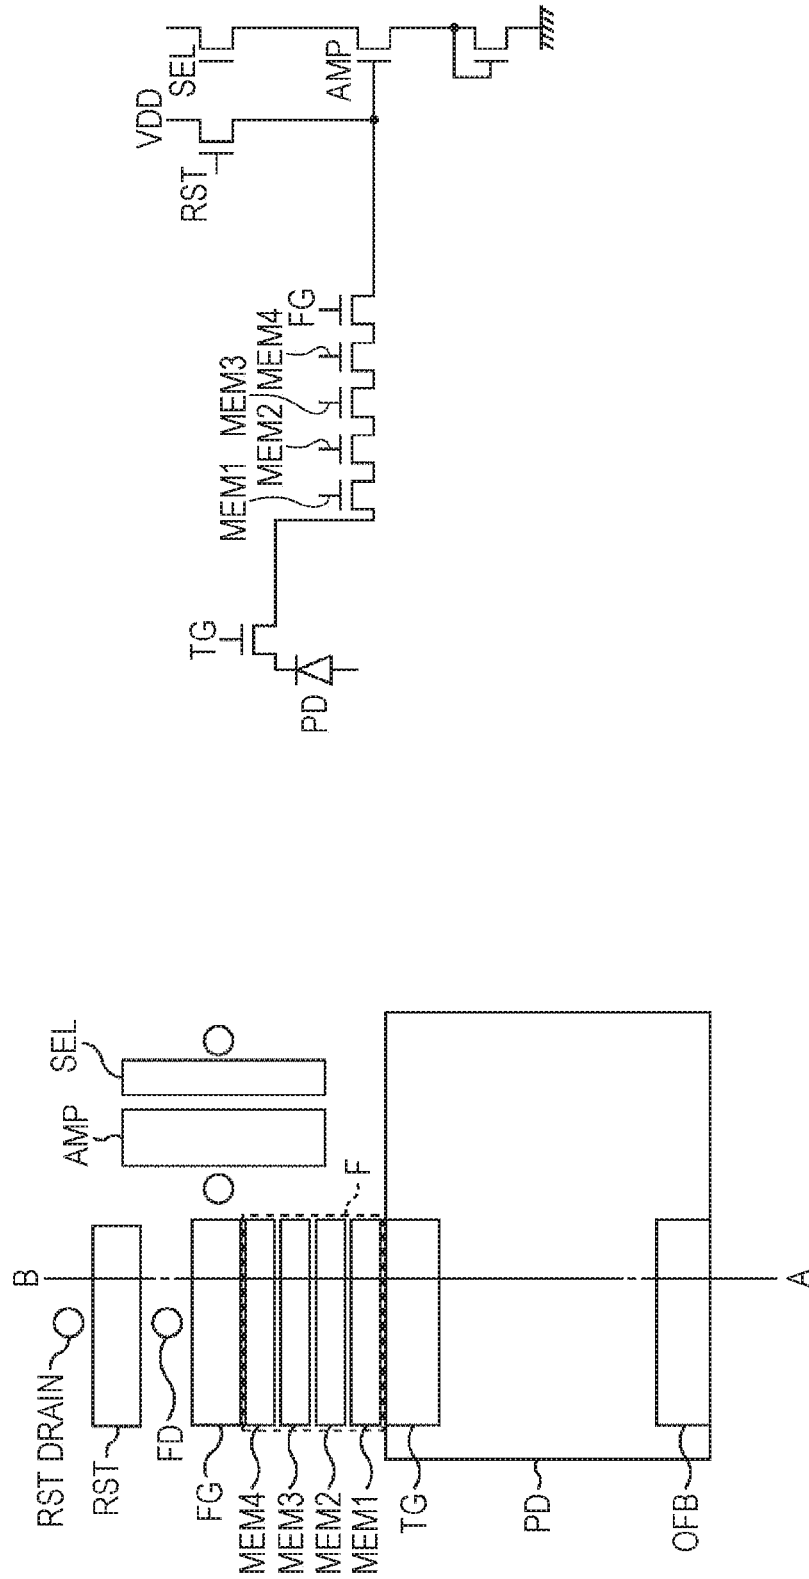 VDD
SEL
RST
AMP
MEM1
MEM2
MEM3
MEM4
FG
TG
PD
B
A
RST DRAIN
RST
FD
FG
MEM4
MEM3
MEM2
MEM1
TG
PD
OFB
AMP
SEL
F